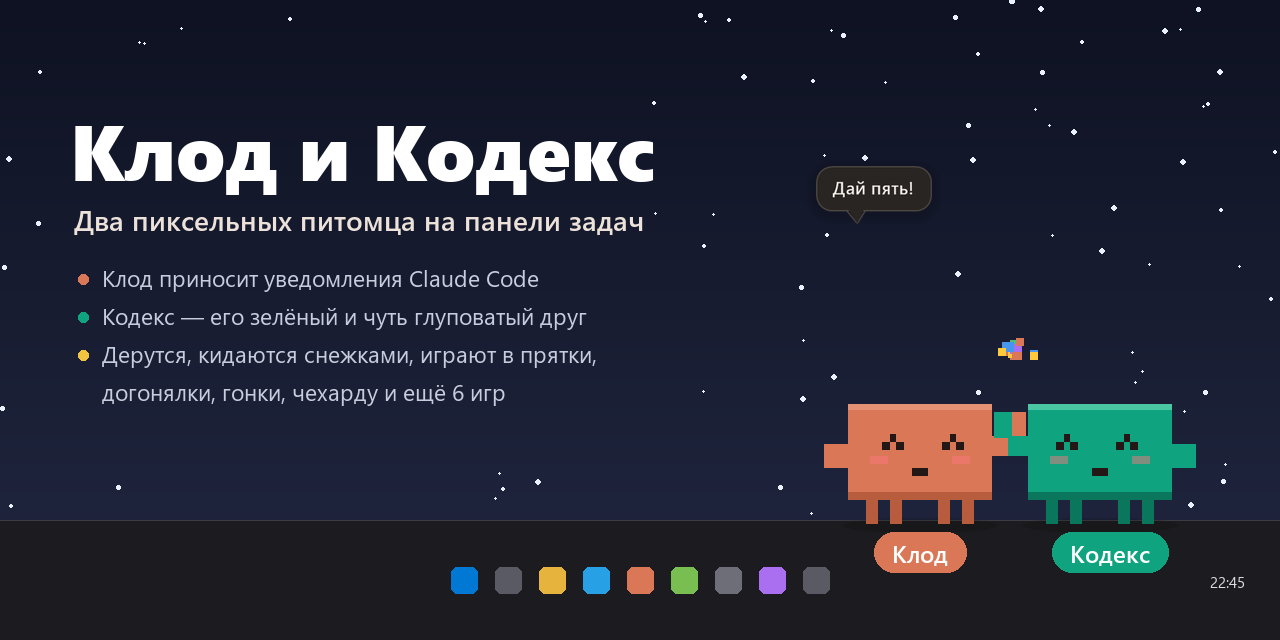 Клод и Кодекс
Два пиксельных питомца на панели задач
Клод приносит уведомления Claude Code
Кодекс — его зелёный и чуть глуповатый друг
Дерутся, кидаются снежками, играют в прятки,
догонялки, гонки, чехарду и ещё 6 игр
Дай пять!
Клод
Кодекс
22:45